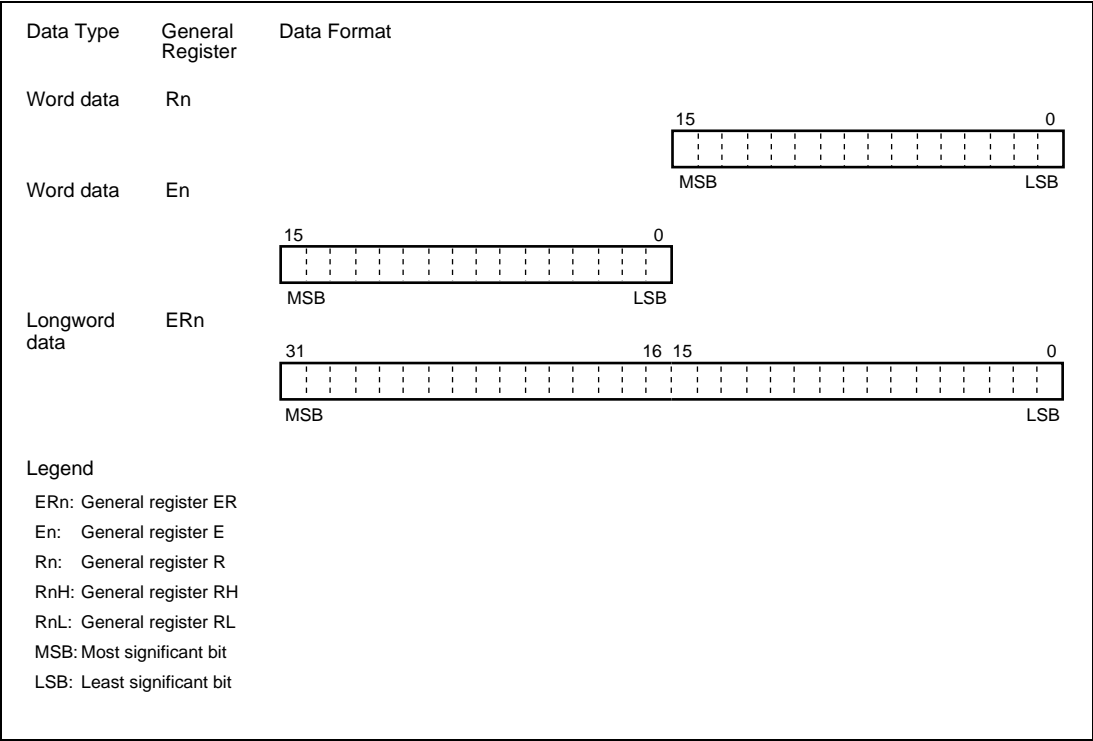 Data Type General Register Data Format
Word data Rn
15 0
MSB LSB
Word data En
15 0
MSB LSB
Longword data ERn
31 16 15 0
MSB LSB
Legend
ERn: General register ER
En: General register E
Rn: General register R
RnH: General register RH
RnL: General register RL
MSB: Most significant bit
LSB: Least significant bit